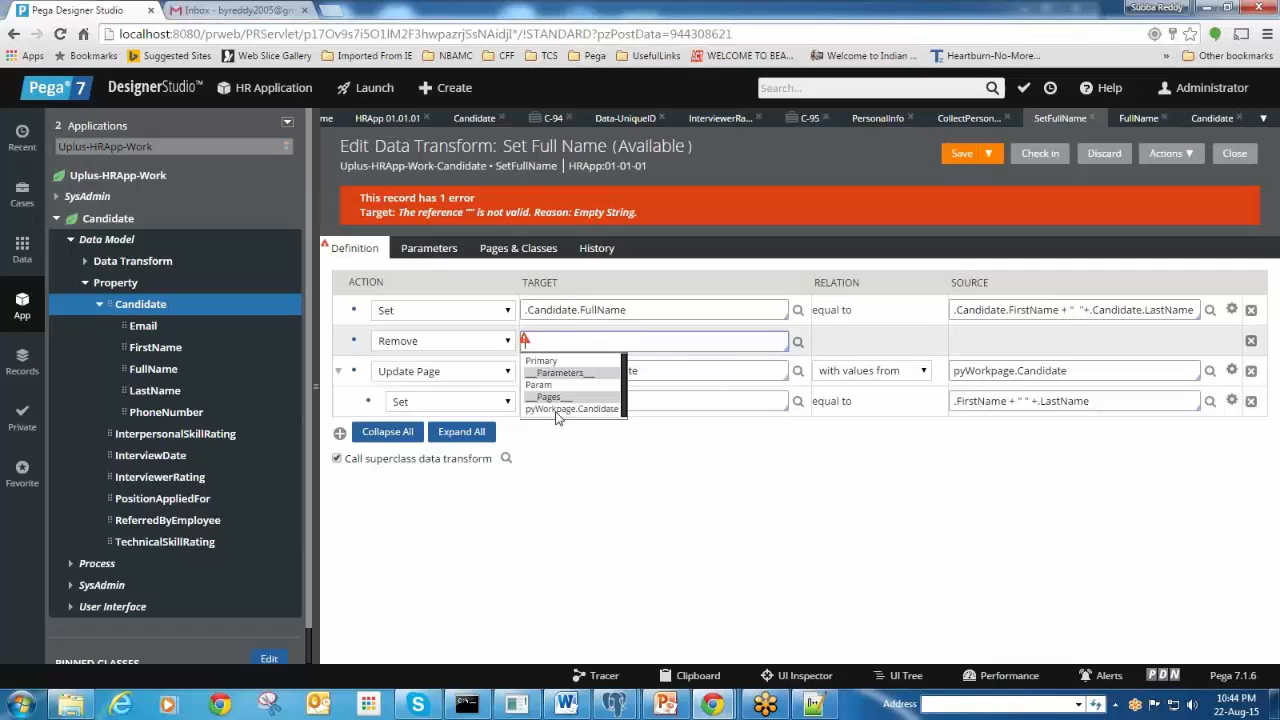 Pega Designer Studio
Inbox - byreddy2005@gm
Subba Reddy
localhost:8080/prweb/PRServlet/
/!STANDARD?pzPostData=944308621
Apps
Bookmarks
Suggested Sites
Web Slice Gallery
Imported From IE
NBAMC
CFF
TCS
Pega
UsefulLinks
WELCOME TO BEA...
Welcome to Indian ...
Heartburn-No-More...
»
Other bookmarks
Pega 7
DesignerStudio
HR Application
Launch
Create
Search...
Help
Administrator
Recent
Cases
Data
App
Records
Private
Favorite
2 Applications
Uplus-HRApp-Work
Uplus-HRApp-Work
SysAdmin
Candidate
Data Model
Data Transform
Property
Candidate
Email
FirstName
FullName
LastName
PhoneNumber
InterpersonalSkillRating
InterviewDate
InterviewerRating
PositionAppliedFor
ReferredByEmployee
TechnicalSkillRating
Process
SysAdmin
User Interface
PINNED CLASSES
Edit
me
HRApp 01.01.01
Candidate
C-94
Data-UniqueID
InterviewerRa...
C-95
PersonalInfo
CollectPerson...
SetFullName
FullName
Candidate
Edit Data Transform: Set Full Name (Available)
Uplus-HRApp-Work-Candidate • SetFullName | HRApp:01-01-01
Save
Check in
Discard
Actions
Close
This record has 1 error
Target: The reference "" is not valid. Reason: Empty String.
Definition
Parameters
Pages & Classes
History
ACTION TARGET RELATION SOURCE
Set .Candidate.FullName equal to .Candidate.FirstName + " "+.Candidate.LastName
Remove
Primary
__Parameters___
Param
__Pages___
pyWorkpage.Candidate
Update Page te with values from pyWorkpage.Candidate
Set equal to .FirstName + " " +.LastName
Collapse All
Expand All
Call superclass data transform
Tracer
Clipboard
UI Inspector
UI Tree
Performance
Alerts
PDN
Pega 7.1.6
Address
10:44 PM
22-Aug-15